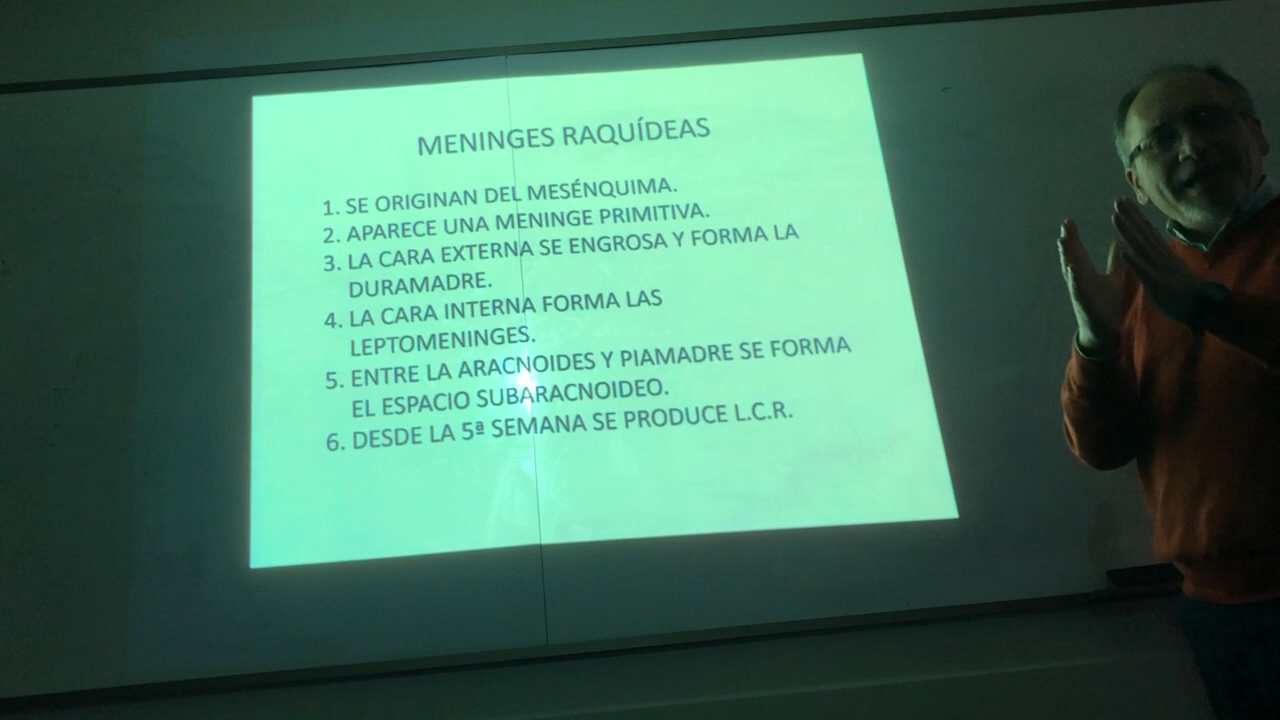 MENINGES RAQUÍDEAS
1. SE ORIGINAN DEL MESÉNQUIMA.
2. APARECE UNA MENINGE PRIMITIVA.
3. LA CARA EXTERNA SE ENGROSA Y FORMA LA
DURAMADRE.
4. LA CARA INTERNA FORMA LAS
LEPTOMENINGES.
5. ENTRE LA ARACNOIDES Y PIAMADRE SE FORMA
EL ESPACIO SUBARACNOIDEO.
6. DESDE LA 5ª SEMANA SE PRODUCE L.C.R.